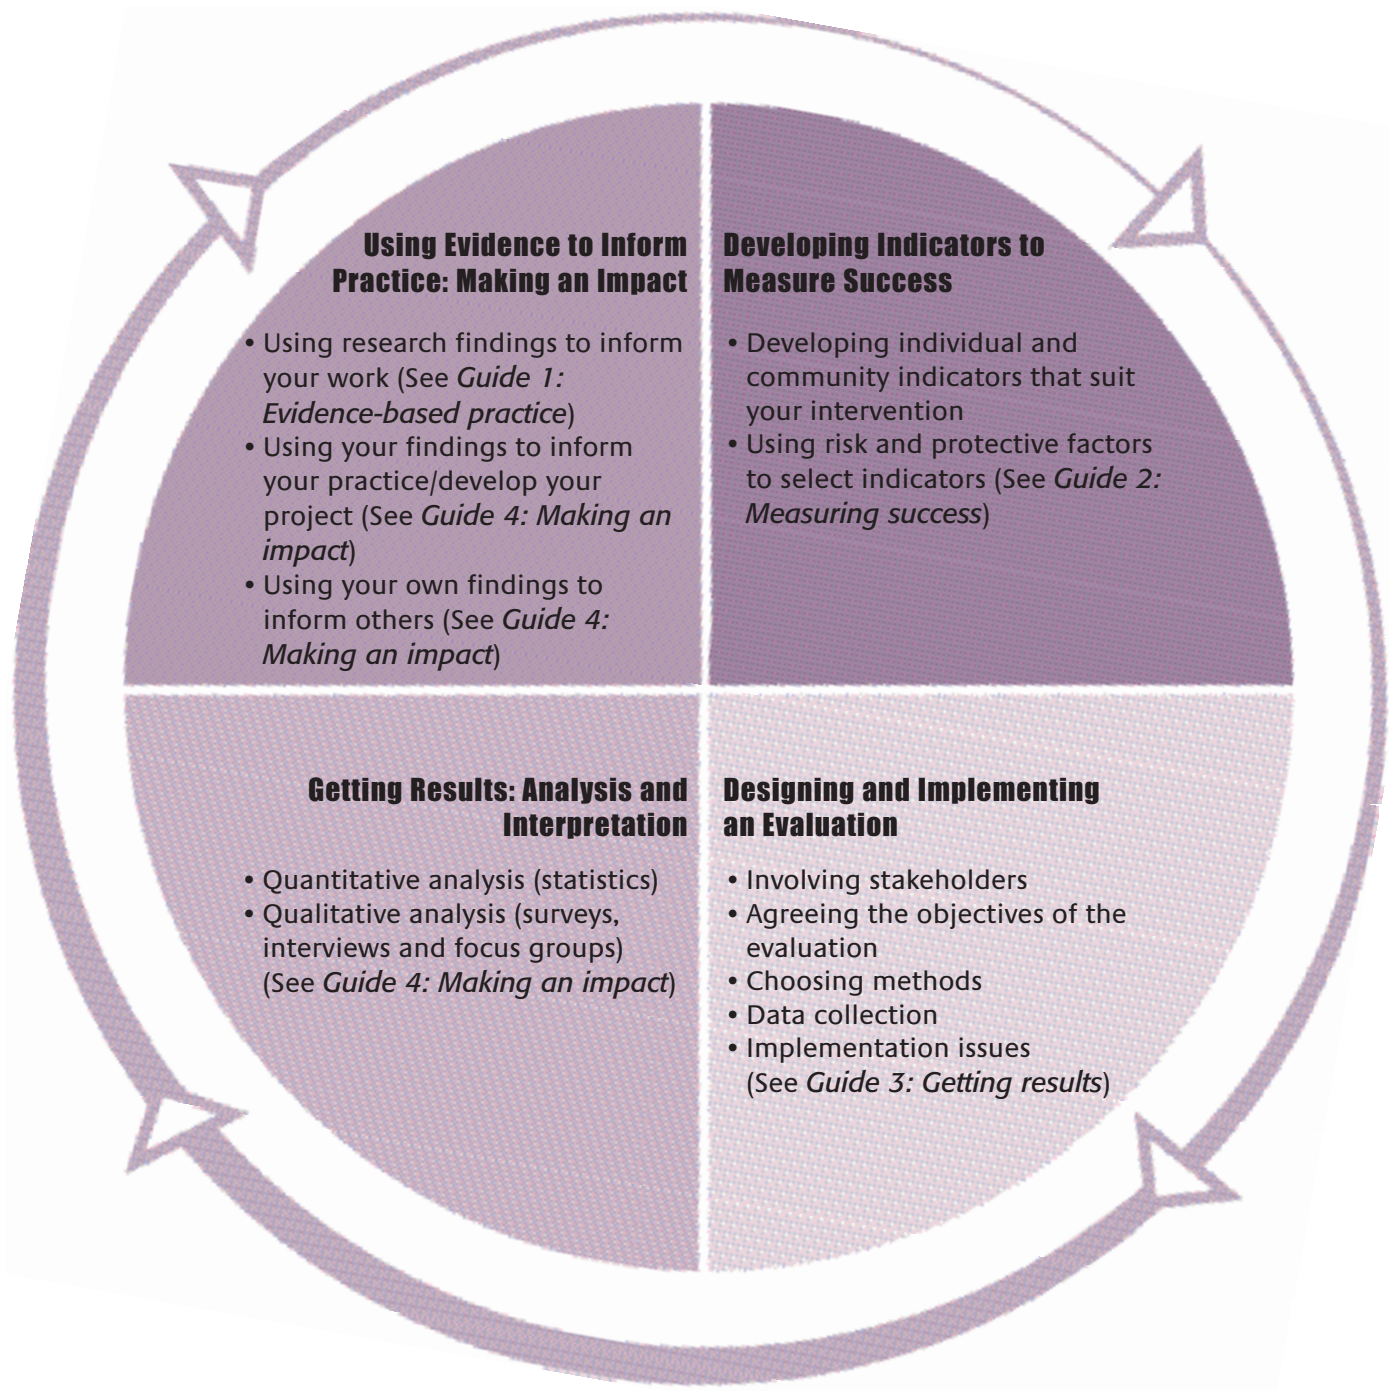 Using Evidence to Inform
Practice: Making an Impact
• Using research findings to inform
your work (See Guide 1:
Evidence-based practice)
• Using your findings to inform
your practice/develop your
project (See Guide 4: Making an
impact)
• Using your own findings to
inform others (See Guide 4:
Making an impact)
Developing Indicators to
Measure Success
• Developing individual and
community indicators that suit
your intervention
• Using risk and protective factors
to select indicators (See Guide 2:
Measuring success)
Getting Results: Analysis and
Interpretation
• Quantitative analysis (statistics)
• Qualitative analysis (surveys,
interviews and focus groups)
(See Guide 4: Making an impact)
Designing and Implementing
an Evaluation
• Involving stakeholders
• Agreeing the objectives of the
evaluation
• Choosing methods
• Data collection
• Implementation issues
(See Guide 3: Getting results)